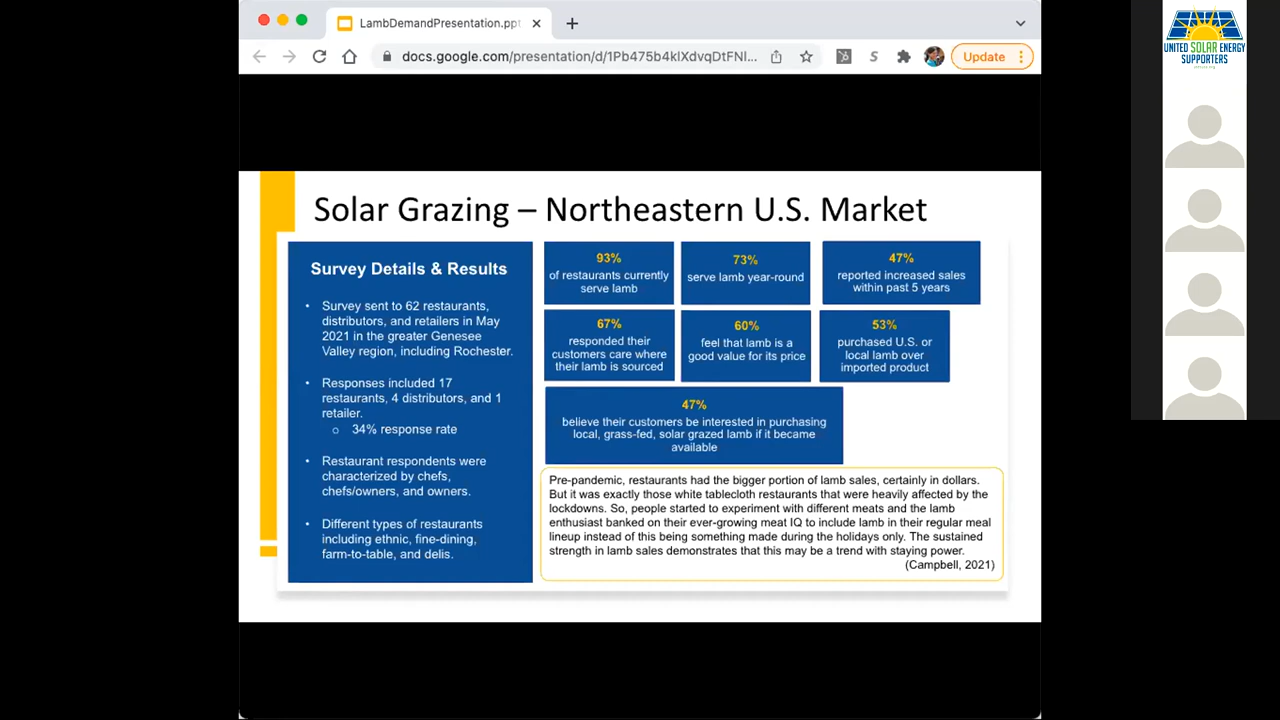 LambDemandPresentation.ppt
docs.google.com/presentation/d/1Pb475b4klXdvqDtFNl...
Update
UNITED SOLAR ENERGY
SUPPORTERS
Solar Grazing – Northeastern U.S. Market
Survey Details & Results
• Survey sent to 62 restaurants,
distributors, and retailers in May
2021 in the greater Genesee
Valley region, including Rochester.
• Responses included 17
restaurants, 4 distributors, and 1
retailer.
○ 34% response rate
• Restaurant respondents were
characterized by chefs,
chefs/owners, and owners.
• Different types of restaurants
including ethnic, fine-dining,
farm-to-table, and delis.
93%
of restaurants currently
serve lamb
73%
serve lamb year-round
47%
reported increased sales
within past 5 years
67%
responded their
customers care where
their lamb is sourced
60%
feel that lamb is a
good value for its price
53%
purchased U.S. or
local lamb over
imported product
47%
believe their customers be interested in purchasing
local, grass-fed, solar grazed lamb if it became
available
Pre-pandemic, restaurants had the bigger portion of lamb sales, certainly in dollars.
But it was exactly those white tablecloth restaurants that were heavily affected by the
lockdowns. So, people started to experiment with different meats and the lamb
enthusiast banked on their ever-growing meat IQ to include lamb in their regular meal
lineup instead of this being something made during the holidays only. The sustained
strength in lamb sales demonstrates that this may be a trend with staying power.
(Campbell, 2021)